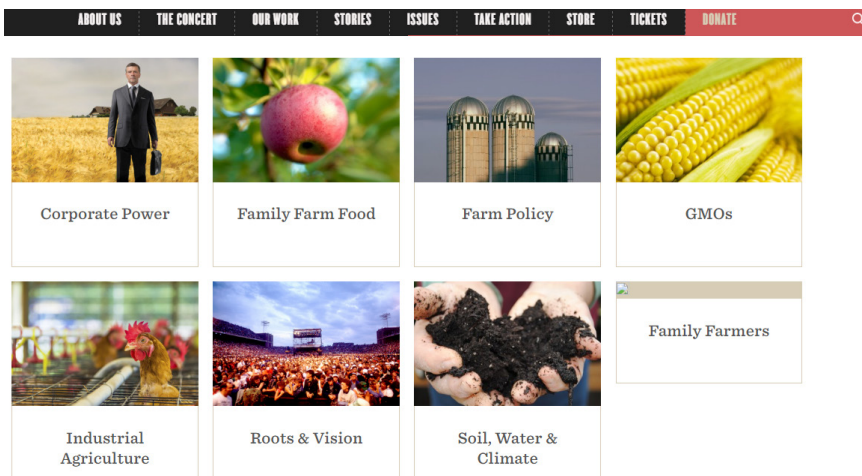 ABOUT US THE CONCERT OUR WORK STORIES ISSUES TAKE ACTION STORE TICKETS DONATE
Corporate Power
Family Farm Food
Farm Policy
GMOs
Industrial
Agriculture
Roots & Vision
Soil, Water &
Climate
Family Farmers